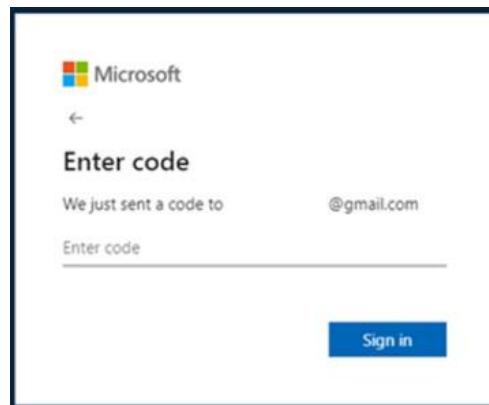 Microsoft
←
Enter code
We just sent a code to @gmail.com
Enter code
Sign in